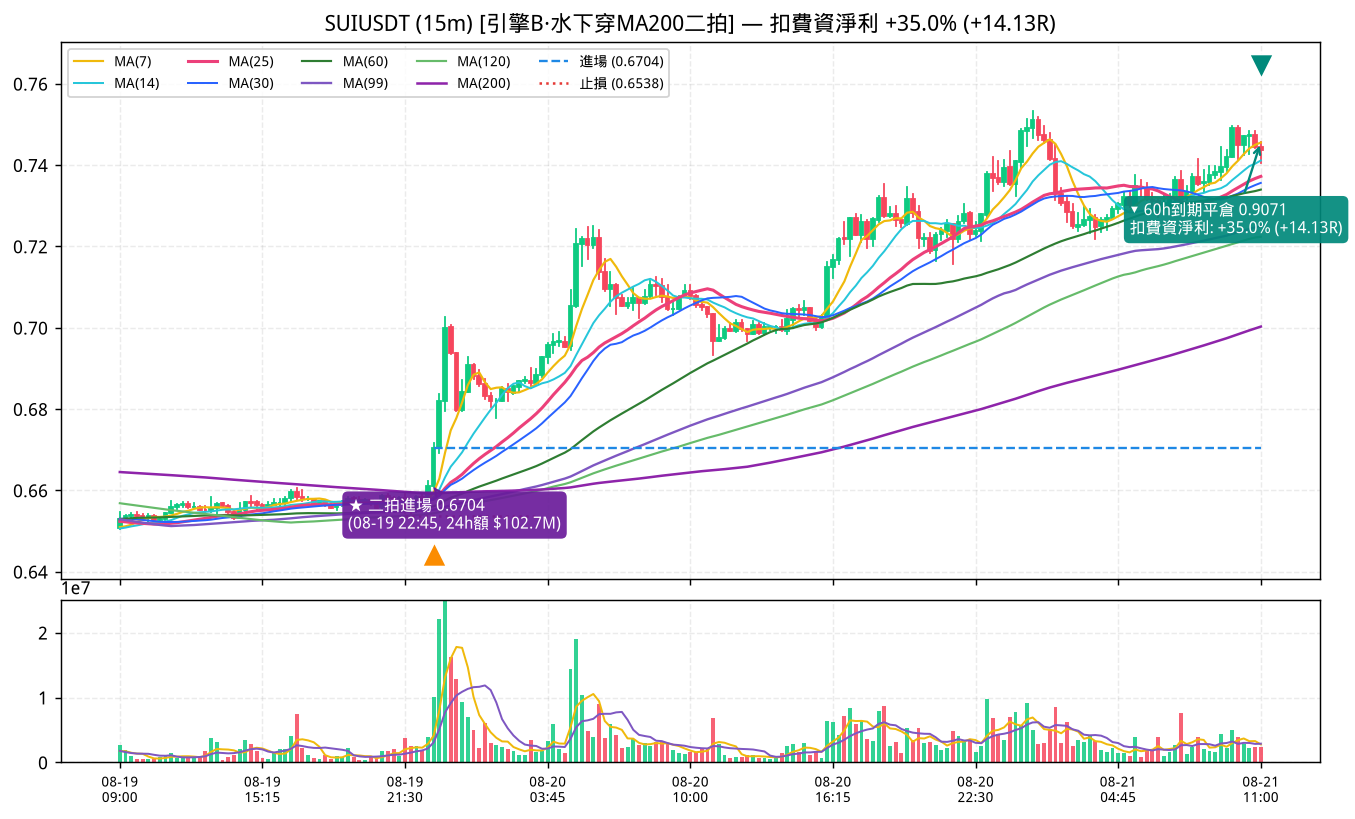 SUIUSDT (15m) [引擎B·水下穿MA200二拍] — 扣費資淨利 +35.0% (+14.13R)
MA(7)
MA(14)
MA(25)
MA(30)
MA(60)
MA(99)
MA(120)
MA(200)
進場 (0.6704)
止損 (0.6538)
0.76
0.74
0.72
0.70
0.68
0.66
0.64
▼ 60h到期平倉 0.9071
扣費資淨利: +35.0% (+14.13R)
★ 二拍進場 0.6704
(08-19 22:45, 24h額 $102.7M)
1e7
2
1
0
08-19
09:00
08-19
15:15
08-19
21:30
08-20
03:45
08-20
10:00
08-20
16:15
08-20
22:30
08-21
04:45
08-21
11:00